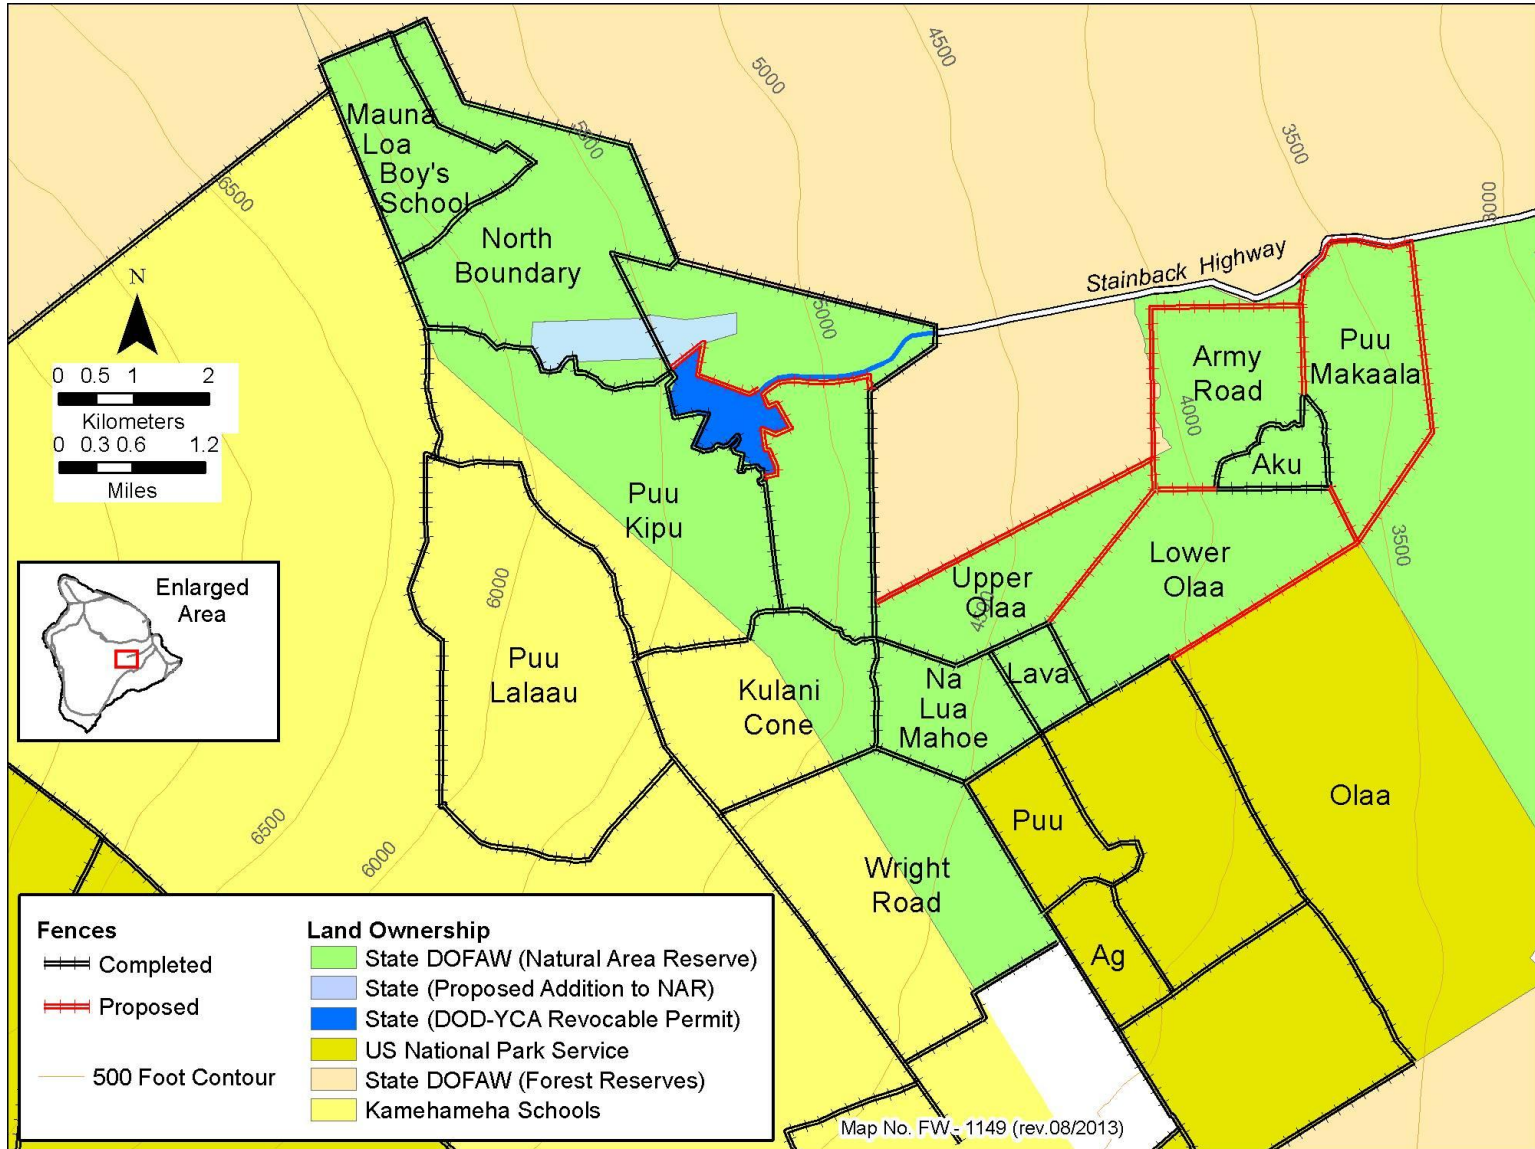 4500
5000
Mauna
Loa
Boy's
School
5500
3500
6500
3000
North
Boundary
Stainback Highway
N
5000
Puu
Makaala
Army
Road
0 0.5 1 2
Kilometers
0 0.3 0.6 1.2
Miles
4000
Aku
Puu
Kipu
3500
Lower
Olaa
Upper
Olaa
4500
6000
Enlarged
Area
Puu
Lalaau
Kulani
Cone
Na
Lua
Mahoe
Lava
Olaa
Puu
6500
6000
Wright
Road
Ag
Fences
Completed
Proposed
500 Foot Contour
Land Ownership
State DOFAW (Natural Area Reserve)
State (Proposed Addition to NAR)
State (DOD-YCA Revocable Permit)
US National Park Service
State DOFAW (Forest Reserves)
Kamehameha Schools
Map No. FW - 1149 (rev.08/2013)